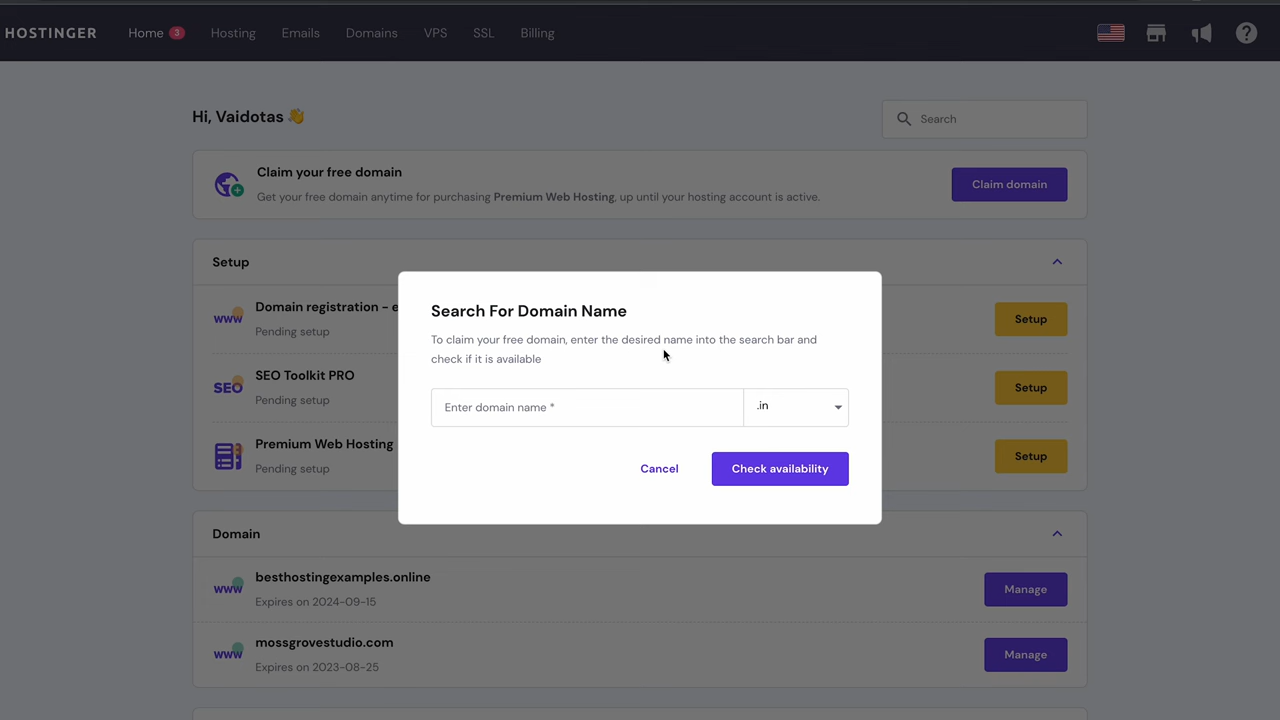 HOSTINGER
Home 3 Hosting Emails Domains VPS SSL Billing
Hi, Vaidotas 👋
Search
Claim your free domain
Get your free domain anytime for purchasing Premium Web Hosting, up until your hosting account is active.
Claim domain
Setup
Domain registration - e
Pending setup
Setup
SEO
SEO Toolkit PRO
Pending setup
Setup
Premium Web Hosting
Pending setup
Setup
Search For Domain Name
To claim your free domain, enter the desired name into the search bar and
check if it is available
Enter domain name *
.in
Cancel
Check availability
Domain
www
besthostingexamples.online
Expires on 2024-09-15
Manage
www
mossgrovestudio.com
Expires on 2023-08-25
Manage